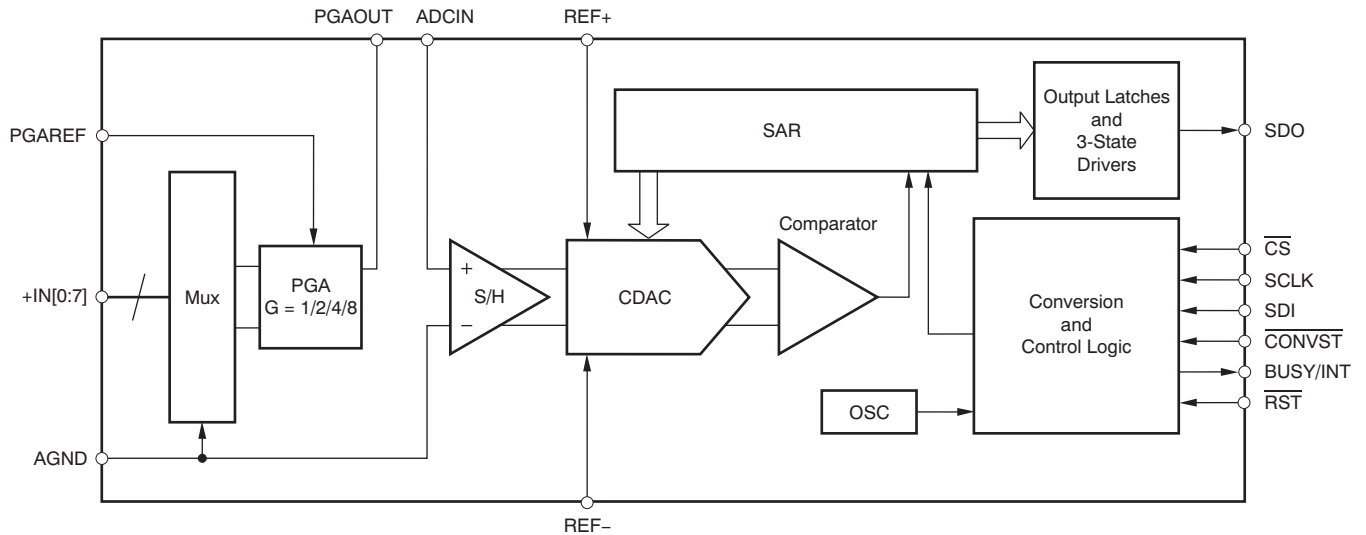 PGAOUT ADCIN REF+
PGAREF
SAR
Output Latches
and
3-State
Drivers
SDO
Comparator
+IN[0:7]
Mux
PGA
G = 1/2/4/8
+
S/H
−
CDAC
Conversion
and
Control Logic
CS
SCLK
SDI
CONVST
BUSY/INT
RST
OSC
AGND
REF−